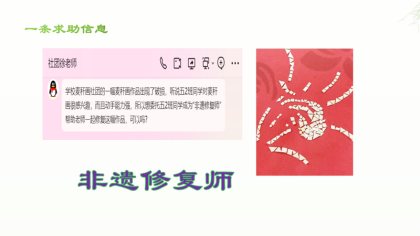 一条求助信息
社团徐老师
学校麦秆画社团的一幅麦秆画作品出现了破损，听说五2班同学对麦秆
画很感兴趣，而且动手能力强，所以想委托五2班同学成为“非遗修复师”
帮助老师一起修复这幅作品，可以吗？
非遗修复师